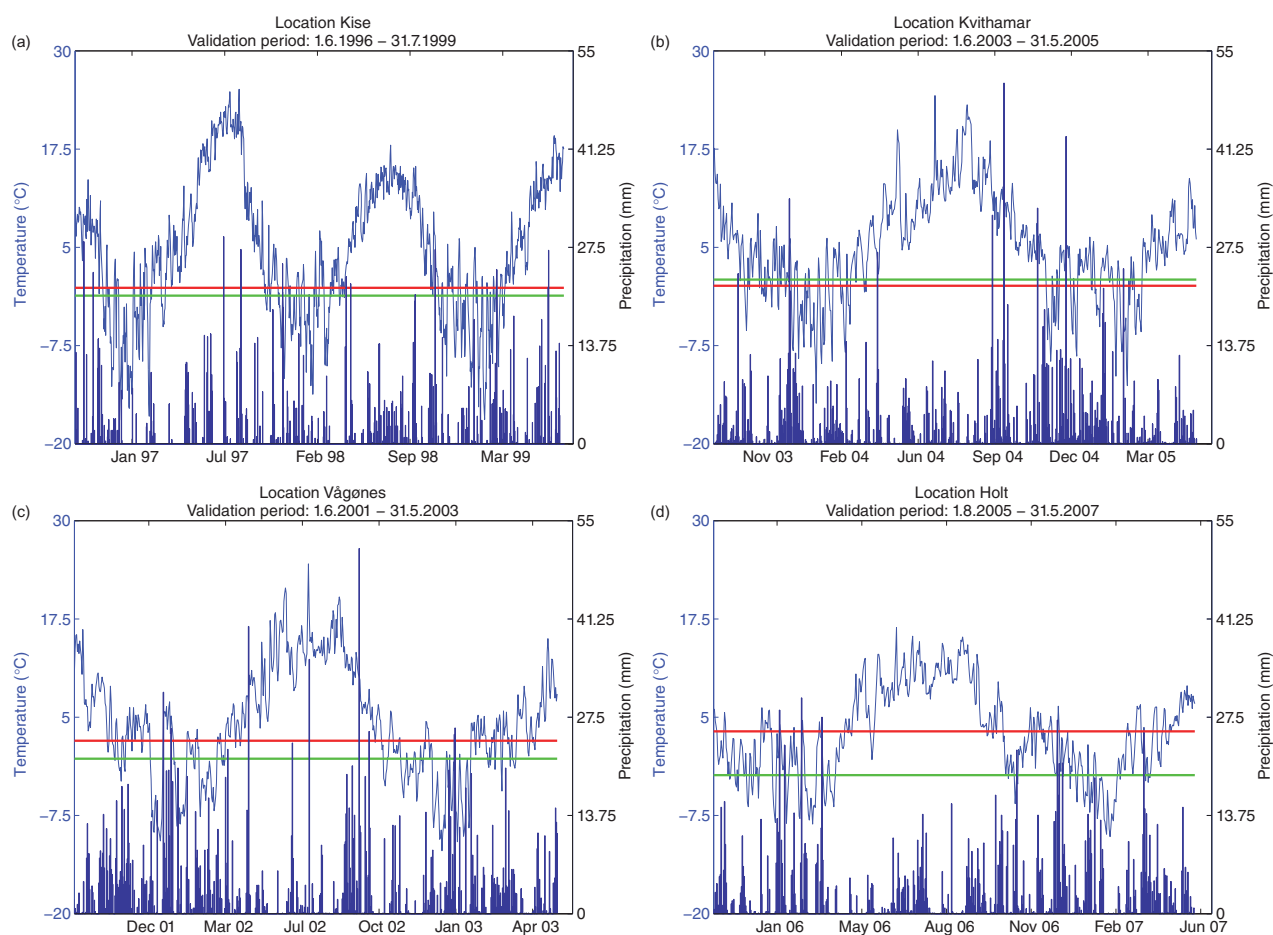 Location Kise
(a)
Validation period: 1.6.1996 – 31.7.1999
30
17.5
5
−7.5
−20
Temperature (°C)
55
41.25
27.5
13.75
0
Precipitation (mm)
Jan 97
Jul 97
Feb 98
Sep 98
Mar 99
Location Kvithamar
(b)
Validation period: 1.6.2003 – 31.5.2005
30
17.5
5
−7.5
−20
Temperature (°C)
55
41.25
27.5
13.75
0
Precipitation (mm)
Nov 03
Feb 04
Jun 04
Sep 04
Dec 04
Mar 05
Location Vågønes
(c)
Validation period: 1.6.2001 – 31.5.2003
30
17.5
5
−7.5
−20
Temperature (°C)
55
41.25
27.5
13.75
0
Precipitation (mm)
Dec 01
Mar 02
Jul 02
Oct 02
Jan 03
Apr 03
Location Holt
(d)
Validation period: 1.8.2005 – 31.5.2007
30
17.5
5
−7.5
−20
Temperature (°C)
55
41.25
27.5
13.75
0
Precipitation (mm)
Jan 06
May 06
Aug 06
Nov 06
Feb 07
Jun 07